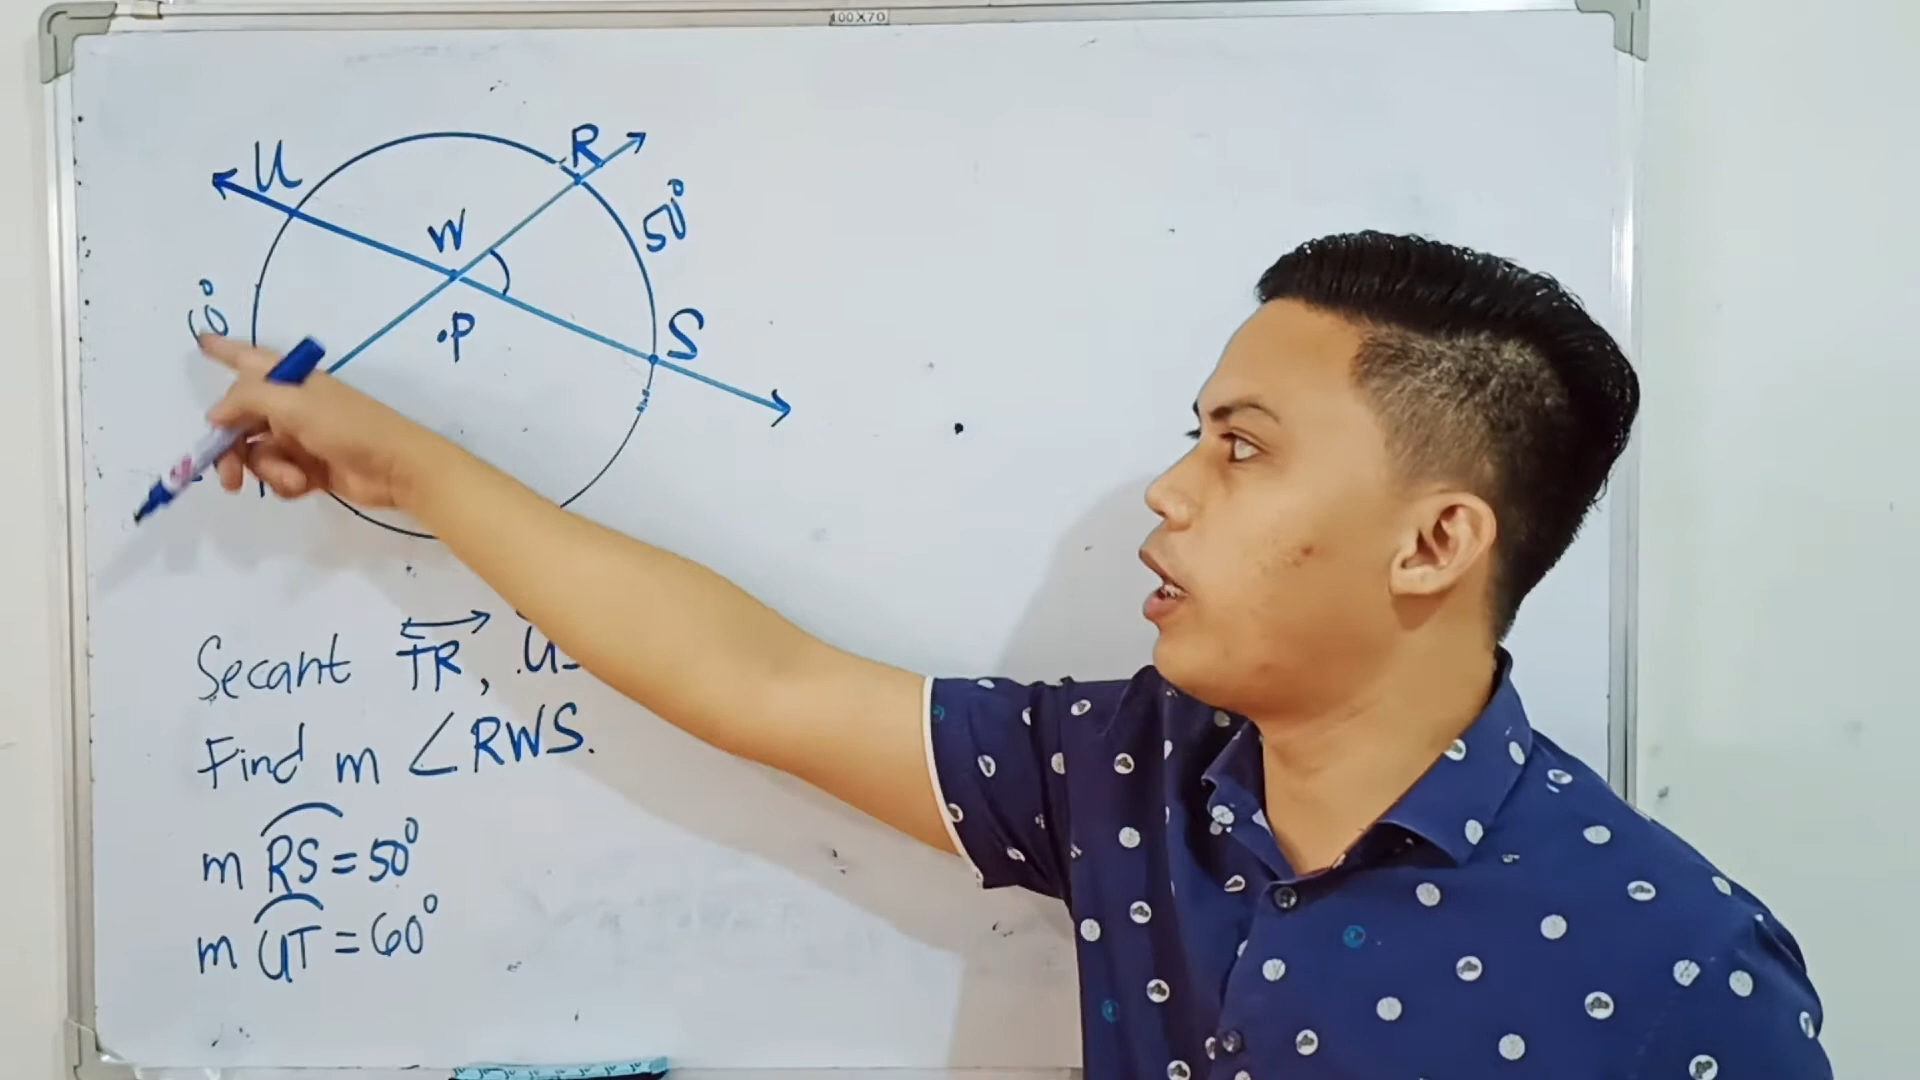 100X70
U
R
50°
W
60°
.P
S
Secant TR,
Find m ∠RWS.
m RS = 50°
m UT = 60°